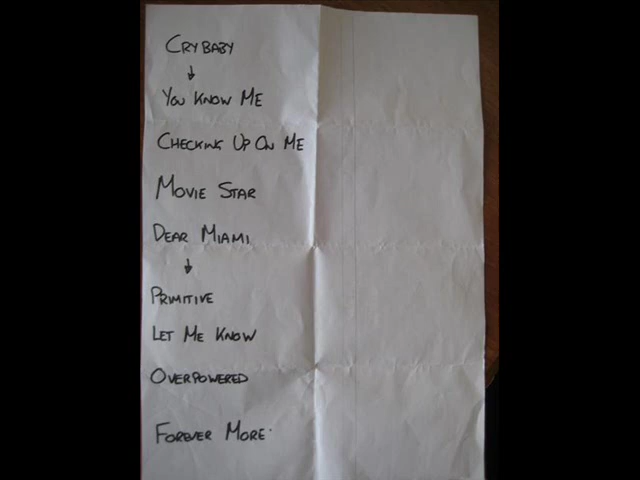 CRYBABY
↓
YOU KNOW ME
CHECKING UP ON ME
MOVIE STAR
DEAR MIAMI
↓
PRIMITIVE
LET ME KNOW
OVERPOWERED
FOREVER MORE